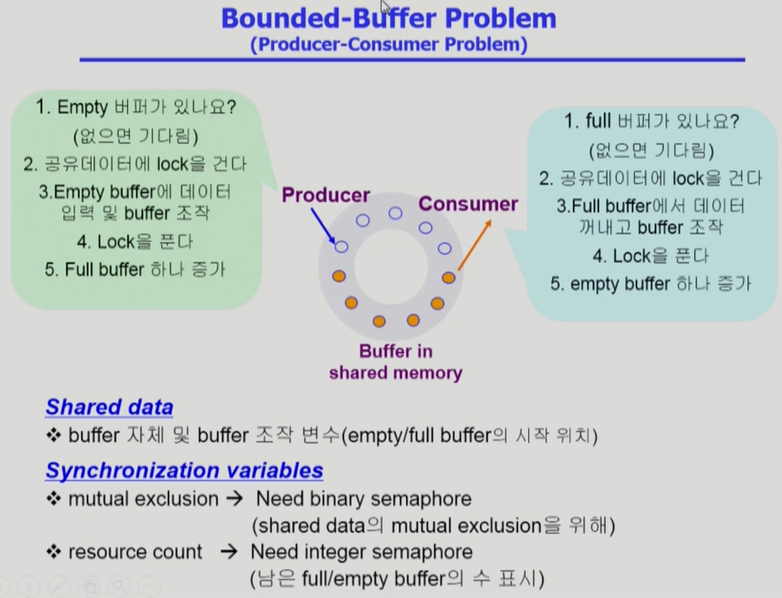 Bounded-Buffer Problem
(Producer-Consumer Problem)
1. Empty 버퍼가 있나요?
(없으면 기다림)
2. 공유데이터에 lock을 건다
3.Empty buffer에 데이터
입력 및 buffer 조작
4. Lock을 푼다
5. Full buffer 하나 증가
Producer
Consumer
Buffer in
shared memory
1. full 버퍼가 있나요?
(없으면 기다림)
2. 공유데이터에 lock을 건다
3.Full buffer에서 데이터
꺼내고 buffer 조작
4. Lock을 푼다
5. empty buffer 하나 증가
Shared data
❖ buffer 자체 및 buffer 조작 변수(empty/full buffer의 시작 위치)
Synchronization variables
❖ mutual exclusion → Need binary semaphore
(shared data의 mutual exclusion을 위해)
❖ resource count → Need integer semaphore
(남은 full/empty buffer의 수 표시)